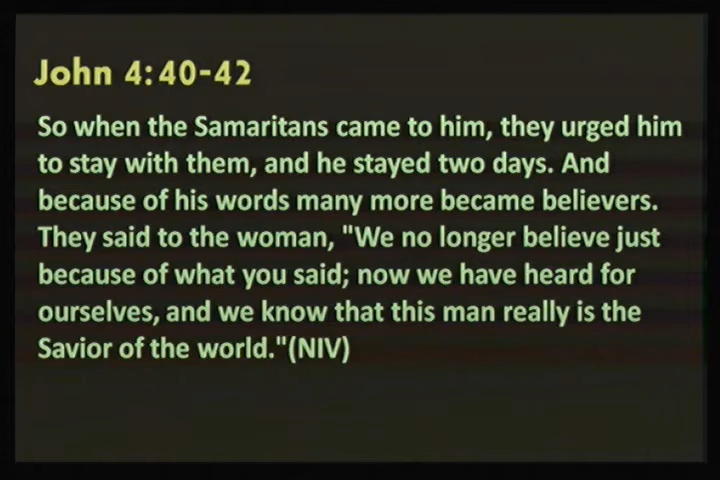 John 4:40-42
So when the Samaritans came to him, they urged him
to stay with them, and he stayed two days. And
because of his words many more became believers.
They said to the woman, "We no longer believe just
because of what you said; now we have heard for
ourselves, and we know that this man really is the
Savior of the world."(NIV)